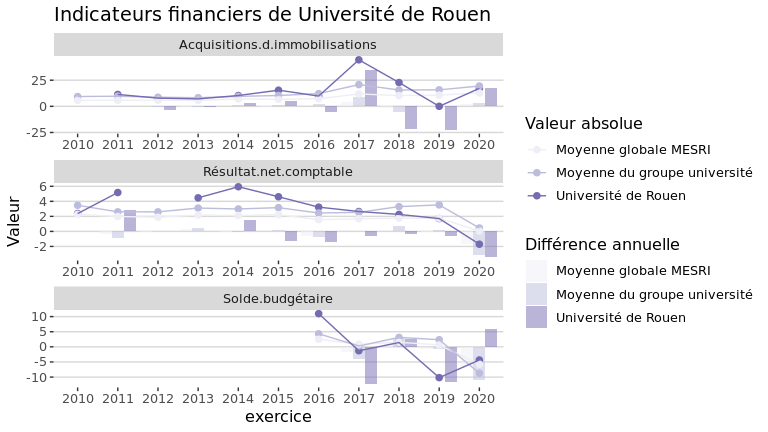 Indicateurs financiers de Université de Rouen
Acquisitions.d.immobilisations
25
0
-25
2010 2011 2012 2013 2014 2015 2016 2017 2018 2019 2020
Résultat.net.comptable
6
4
2
0
-2
2010 2011 2012 2013 2014 2015 2016 2017 2018 2019 2020
Solde.budgétaire
10
5
0
-5
-10
2010 2011 2012 2013 2014 2015 2016 2017 2018 2019 2020
Valeur
exercice
Valeur absolue
Moyenne globale MESRI
Moyenne du groupe université
Université de Rouen
Différence annuelle
Moyenne globale MESRI
Moyenne du groupe université
Université de Rouen